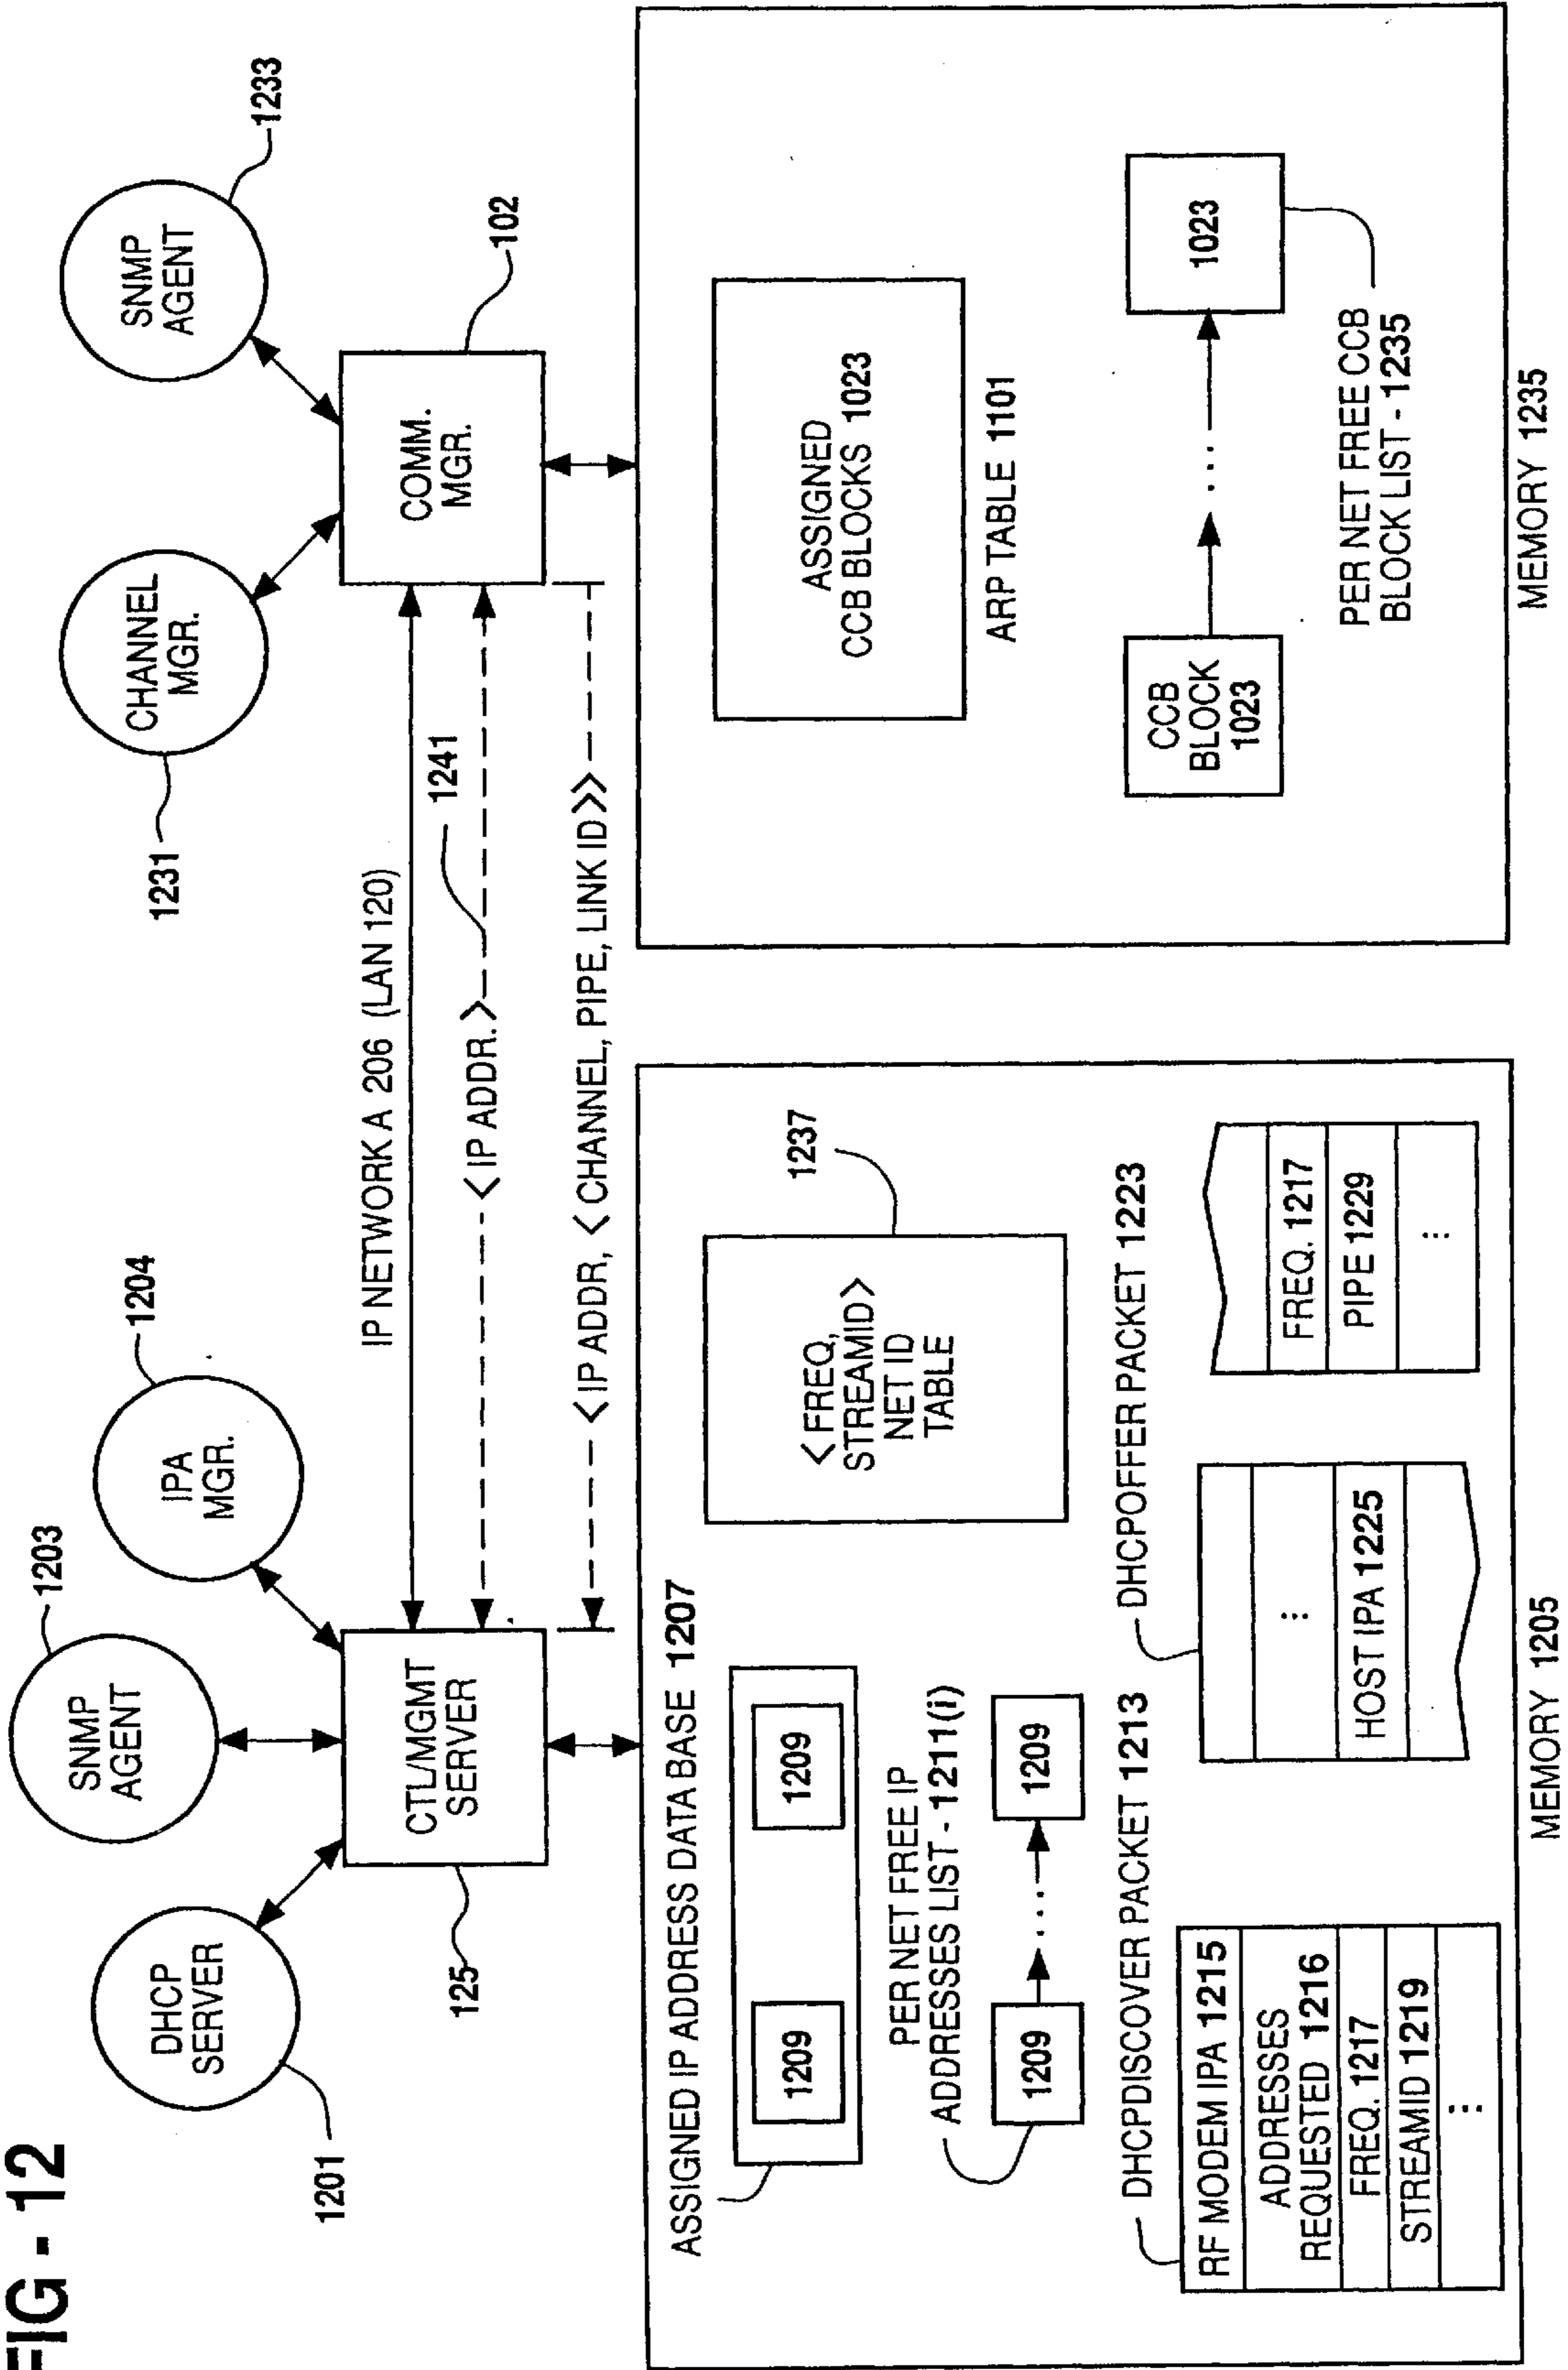 FIG - 12
DHCP
SERVER
1201
SNMP
AGENT
1203
IPA
MGR.
1204
CTL/MGMT
SERVER
125
IP NETWORK A 206 (LAN 120)
<IP ADDR.>
1241
<IP ADDR, <CHANNEL, PIPE, LINK ID>>
CHANNEL
MGR.
1231
SNMP
AGENT
1233
COMM.
MGR.
102
ASSIGNED IP ADDRESS DATA BASE 1207
1209
1209
PER NET FREE IP
ADDRESSES LIST - 1211(i)
1209
...
1209
<FREQ,
STREAMID>
NET ID
TABLE
1237
DHCPDISCOVER PACKET 1213
RF MODEM IPA 1215
ADDRESSES
REQUESTED 1216
FREQ. 1217
STREAMID 1219
...
DHCPOFFER PACKET 1223
...
HOST IPA 1225
FREQ. 1217
PIPE 1229
...
MEMORY 1205
ASSIGNED
CCB BLOCKS 1023
ARP TABLE 1101
CCB
BLOCK
1023
...
1023
PER NET FREE CCB
BLOCK LIST - 1235
MEMORY 1235